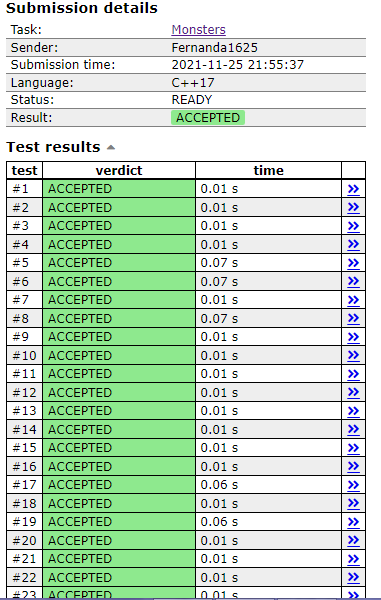 Submission details
Task: Monsters
Sender: Fernanda1625
Submission time: 2021-11-25 21:55:37
Language: C++17
Status: READY
Result: ACCEPTED
Test results
test verdict time
#1 ACCEPTED 0.01 s »
#2 ACCEPTED 0.01 s »
#3 ACCEPTED 0.01 s »
#4 ACCEPTED 0.01 s »
#5 ACCEPTED 0.07 s »
#6 ACCEPTED 0.07 s »
#7 ACCEPTED 0.01 s »
#8 ACCEPTED 0.07 s »
#9 ACCEPTED 0.01 s »
#10 ACCEPTED 0.01 s »
#11 ACCEPTED 0.01 s »
#12 ACCEPTED 0.01 s »
#13 ACCEPTED 0.01 s »
#14 ACCEPTED 0.01 s »
#15 ACCEPTED 0.01 s »
#16 ACCEPTED 0.01 s »
#17 ACCEPTED 0.06 s »
#18 ACCEPTED 0.01 s »
#19 ACCEPTED 0.06 s »
#20 ACCEPTED 0.01 s »
#21 ACCEPTED 0.01 s »
#22 ACCEPTED 0.01 s »
#23 ACCEPTED 0.01 s »